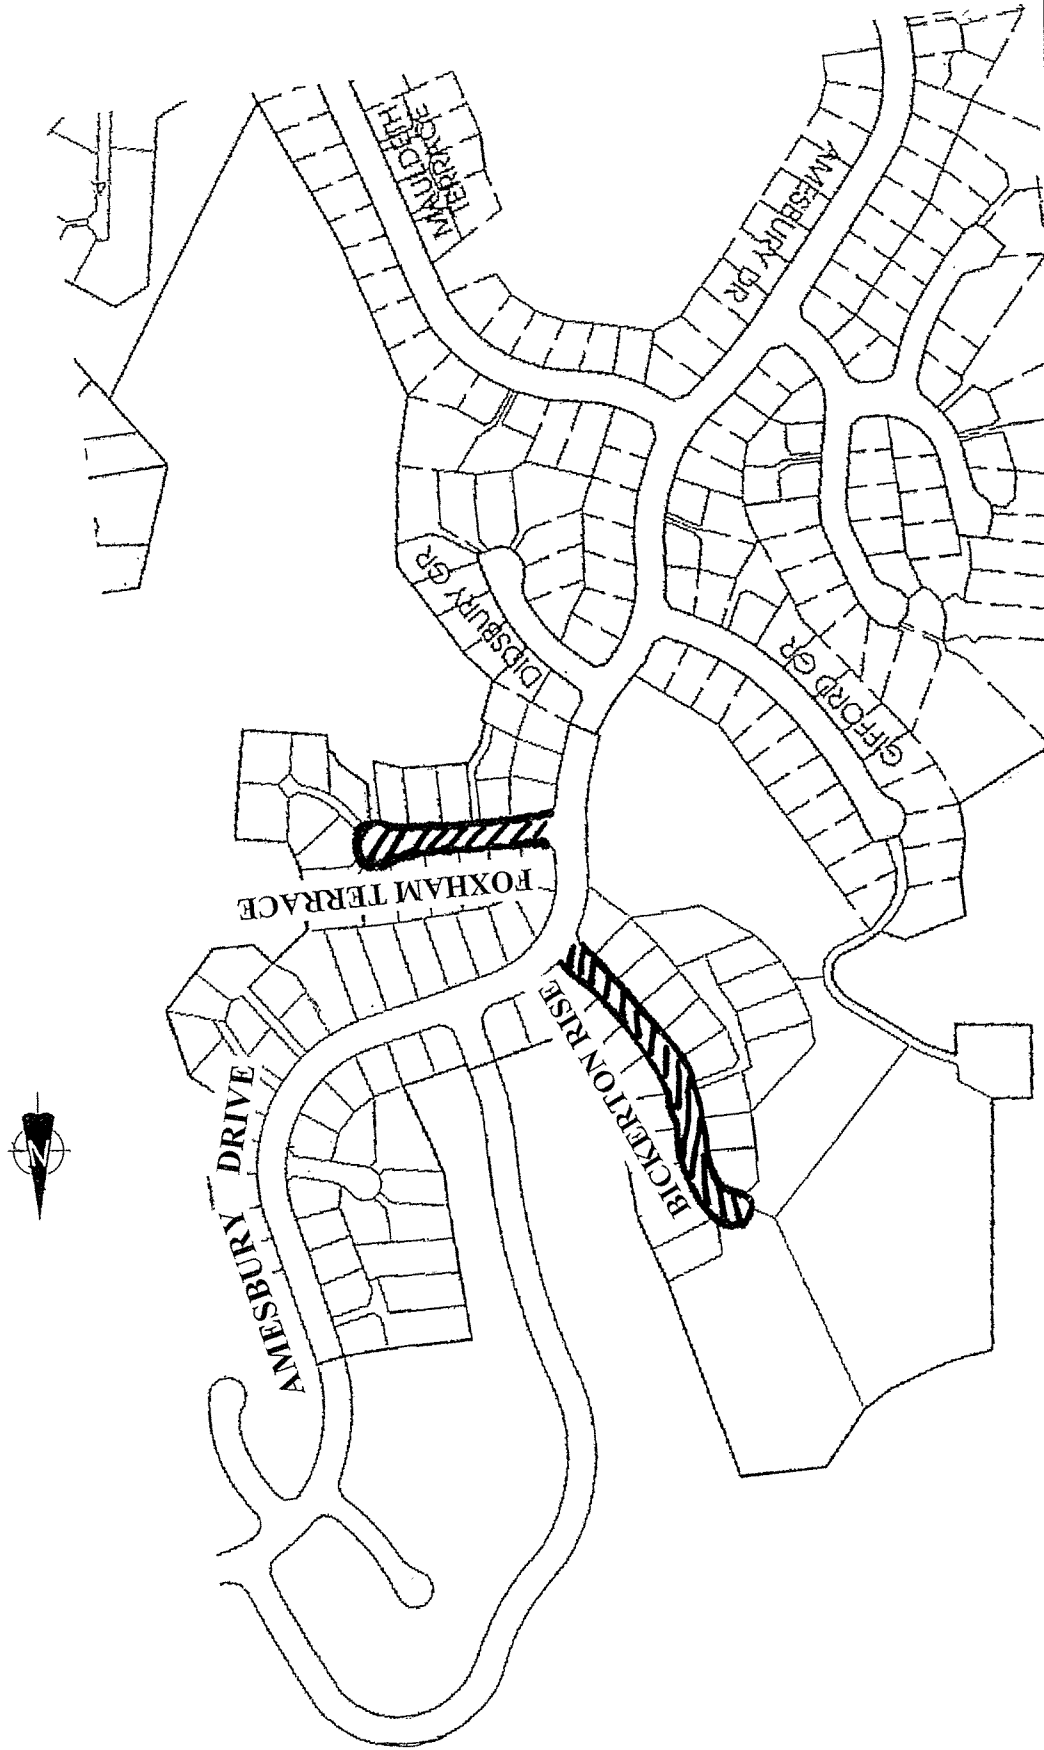 MAULDETH
TERRACE
AMESBURY DR
DIDSBURY GR
GIFFORD GR
FOXHAM TERRACE
BICKERTON RISE
AMESBURY DRIVE
N